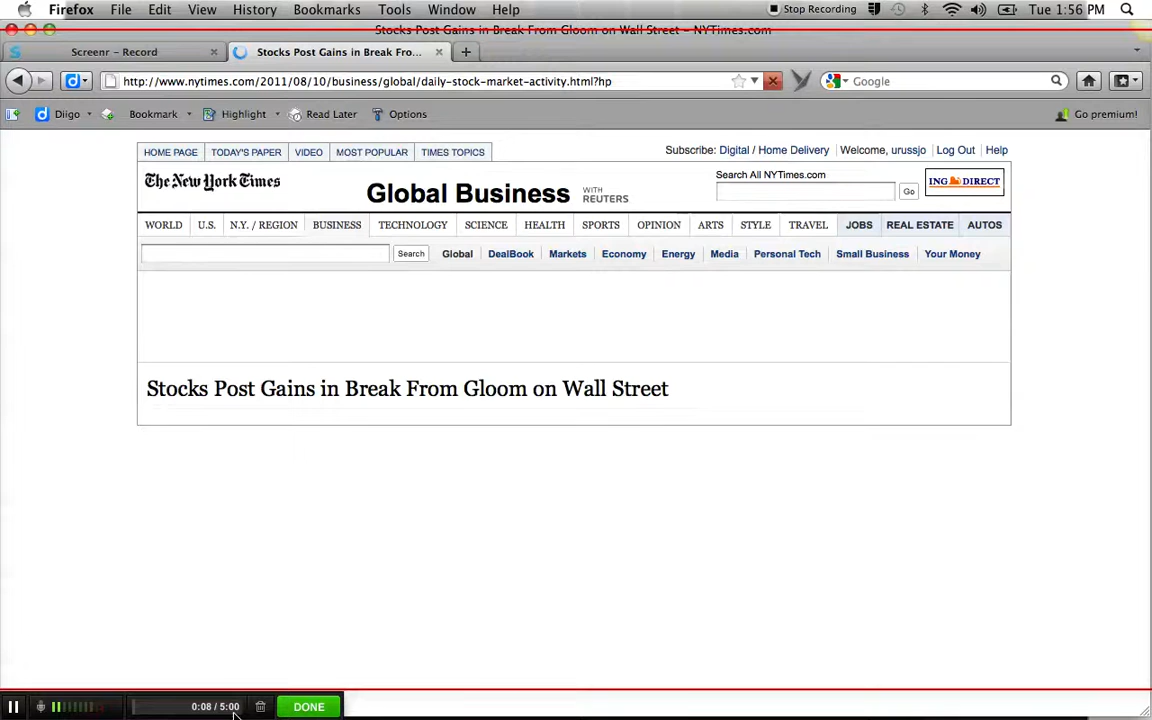 Firefox File Edit View History Bookmarks Tools Window Help Stop Recording Tue 1:56 PM
Stocks Post Gains in Break From Gloom on Wall Street - NYTimes.com
Screenr - Record Stocks Post Gains in Break Fro...
http://www.nytimes.com/2011/08/10/business/global/daily-stock-market-activity.html?hp Google
Diigo Bookmark Highlight Read Later Options Go premium!
HOME PAGE TODAY'S PAPER VIDEO MOST POPULAR TIMES TOPICS Subscribe: Digital / Home Delivery Welcome, urussjo Log Out Help
The New York Times Global Business WITH REUTERS Search All NYTimes.com Go ING DIRECT
WORLD U.S. N.Y. / REGION BUSINESS TECHNOLOGY SCIENCE HEALTH SPORTS OPINION ARTS STYLE TRAVEL JOBS REAL ESTATE AUTOS
Search Global DealBook Markets Economy Energy Media Personal Tech Small Business Your Money
Stocks Post Gains in Break From Gloom on Wall Street
0:08 / 5:00 DONE